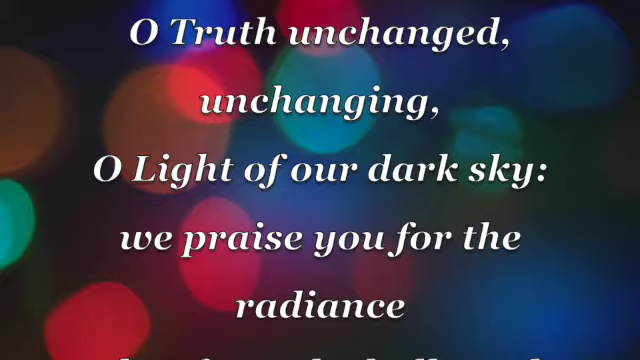 O Truth unchanged,
unchanging,
O Light of our dark sky:
we praise you for the
radiance